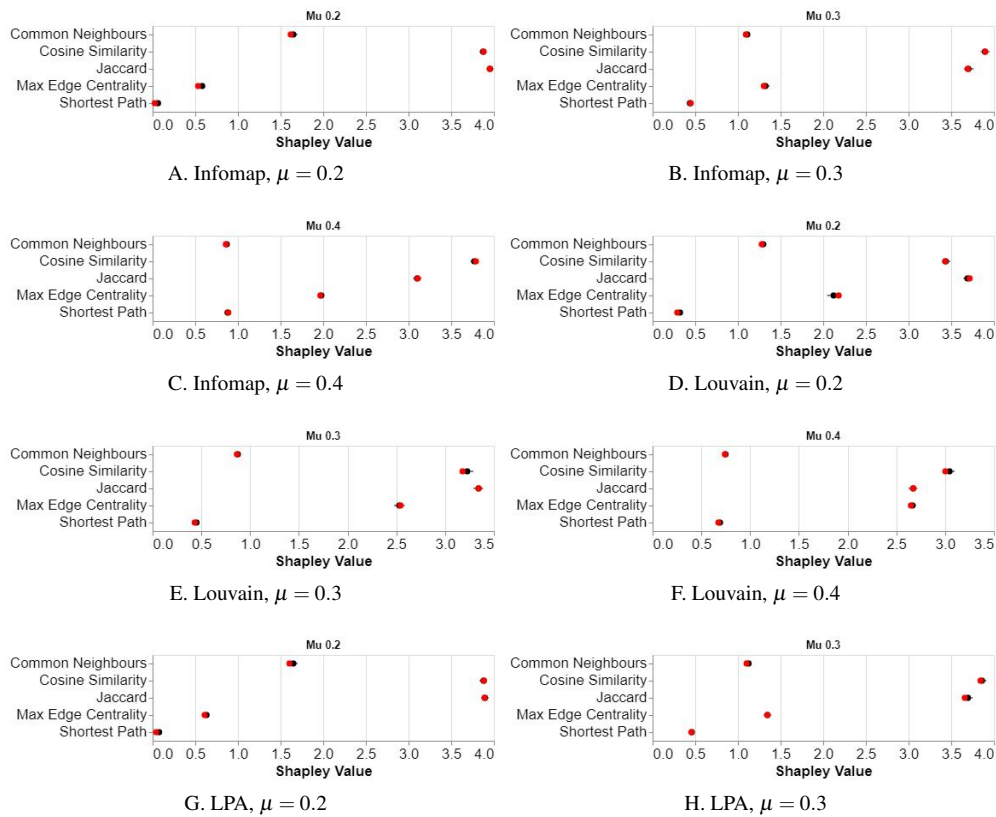 Mu 0.2
Common Neighbours
Cosine Similarity
Jaccard
Max Edge Centrality
Shortest Path
0.0 0.5 1.0 1.5 2.0 2.5 3.0 3.5 4.0
Shapley Value
A. Infomap, μ = 0.2
Mu 0.3
Common Neighbours
Cosine Similarity
Jaccard
Max Edge Centrality
Shortest Path
0.0 0.5 1.0 1.5 2.0 2.5 3.0 3.5 4.0
Shapley Value
B. Infomap, μ = 0.3
Mu 0.4
Common Neighbours
Cosine Similarity
Jaccard
Max Edge Centrality
Shortest Path
0.0 0.5 1.0 1.5 2.0 2.5 3.0 3.5 4.0
Shapley Value
C. Infomap, μ = 0.4
Mu 0.2
Common Neighbours
Cosine Similarity
Jaccard
Max Edge Centrality
Shortest Path
0.0 0.5 1.0 1.5 2.0 2.5 3.0 3.5 4.0
Shapley Value
D. Louvain, μ = 0.2
Mu 0.3
Common Neighbours
Cosine Similarity
Jaccard
Max Edge Centrality
Shortest Path
0.0 0.5 1.0 1.5 2.0 2.5 3.0 3.5
Shapley Value
E. Louvain, μ = 0.3
Mu 0.4
Common Neighbours
Cosine Similarity
Jaccard
Max Edge Centrality
Shortest Path
0.0 0.5 1.0 1.5 2.0 2.5 3.0 3.5
Shapley Value
F. Louvain, μ = 0.4
Mu 0.2
Common Neighbours
Cosine Similarity
Jaccard
Max Edge Centrality
Shortest Path
0.0 0.5 1.0 1.5 2.0 2.5 3.0 3.5 4.0
Shapley Value
G. LPA, μ = 0.2
Mu 0.3
Common Neighbours
Cosine Similarity
Jaccard
Max Edge Centrality
Shortest Path
0.0 0.5 1.0 1.5 2.0 2.5 3.0 3.5 4.0
Shapley Value
H. LPA, μ = 0.3